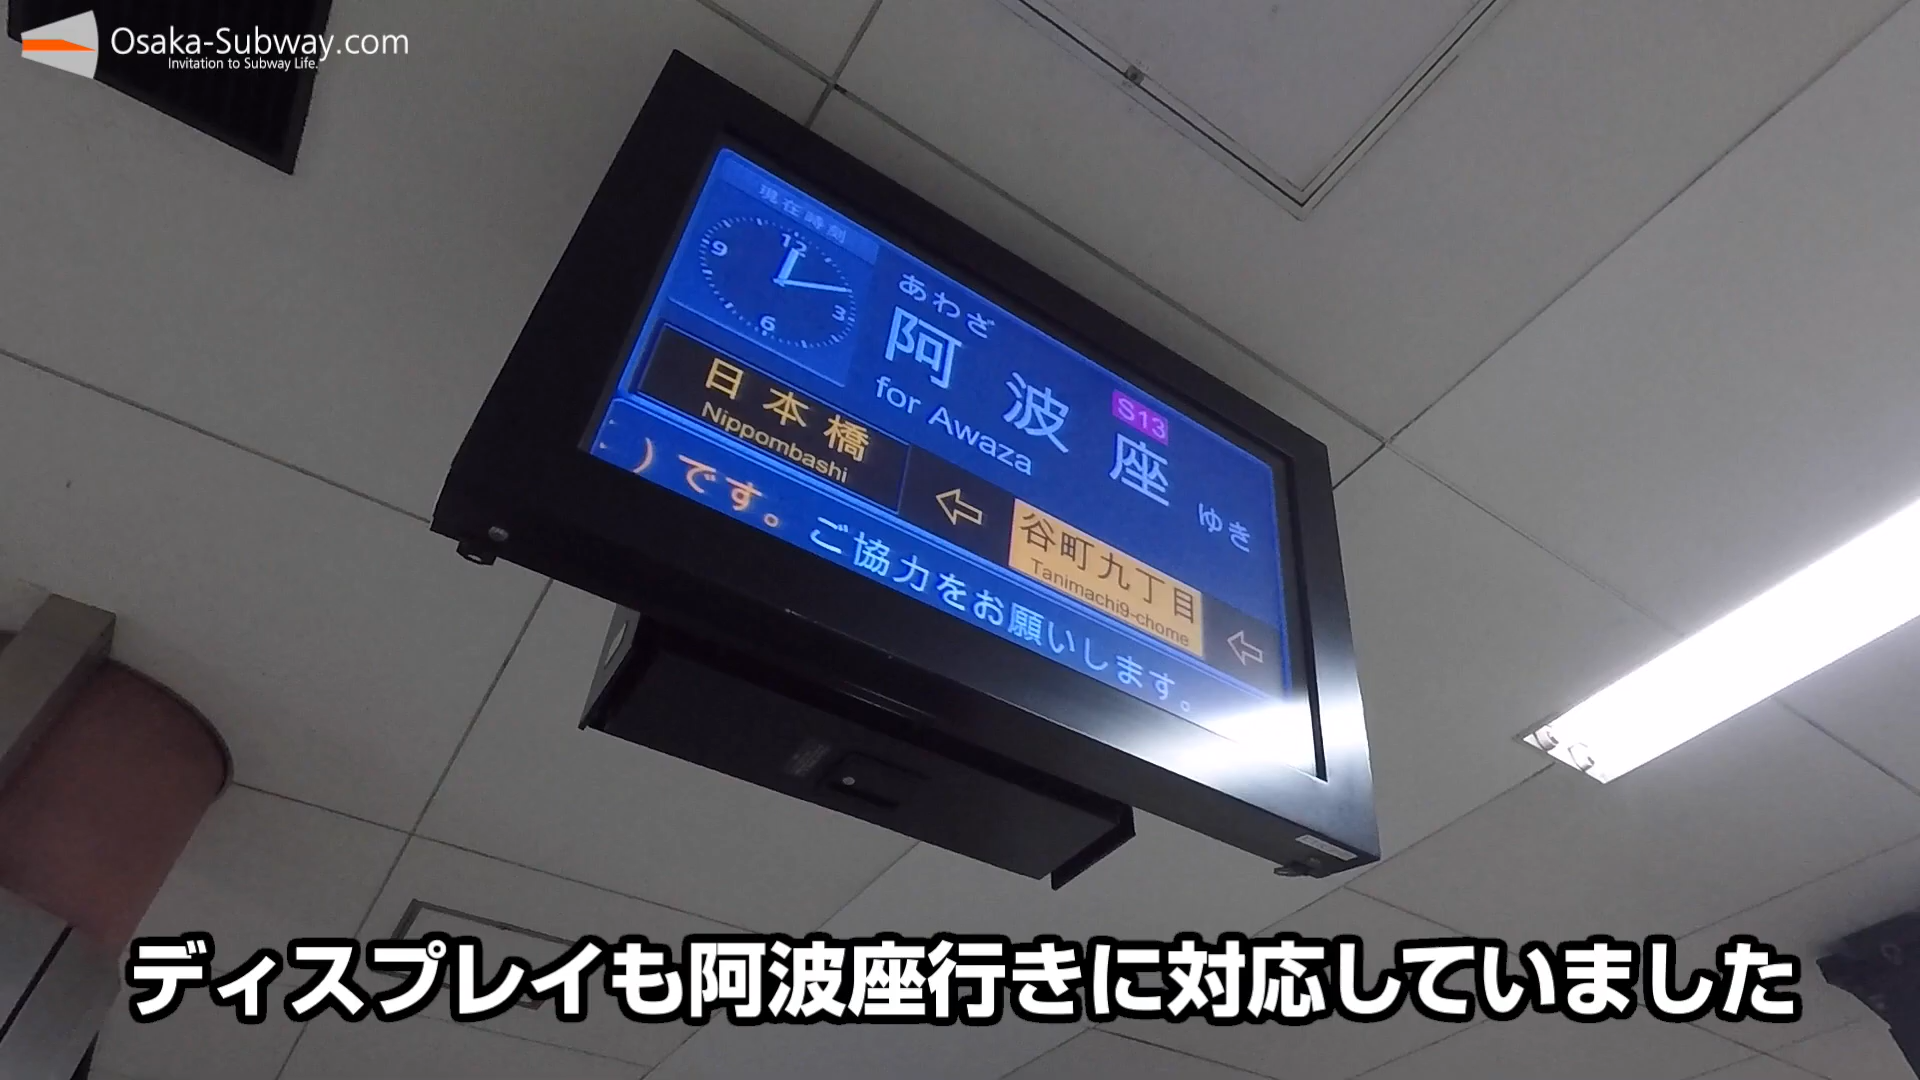 Osaka-Subway.com
Invitation to Subway Life.
現在時刻
12
9
3
6
あわざ
S13
阿波座 ゆき
for Awaza
日本橋
Nippombashi
谷町九丁目
Tanimachi9-chome
）です。ご協力をお願いします。
ディスプレイも阿波座行きに対応していました